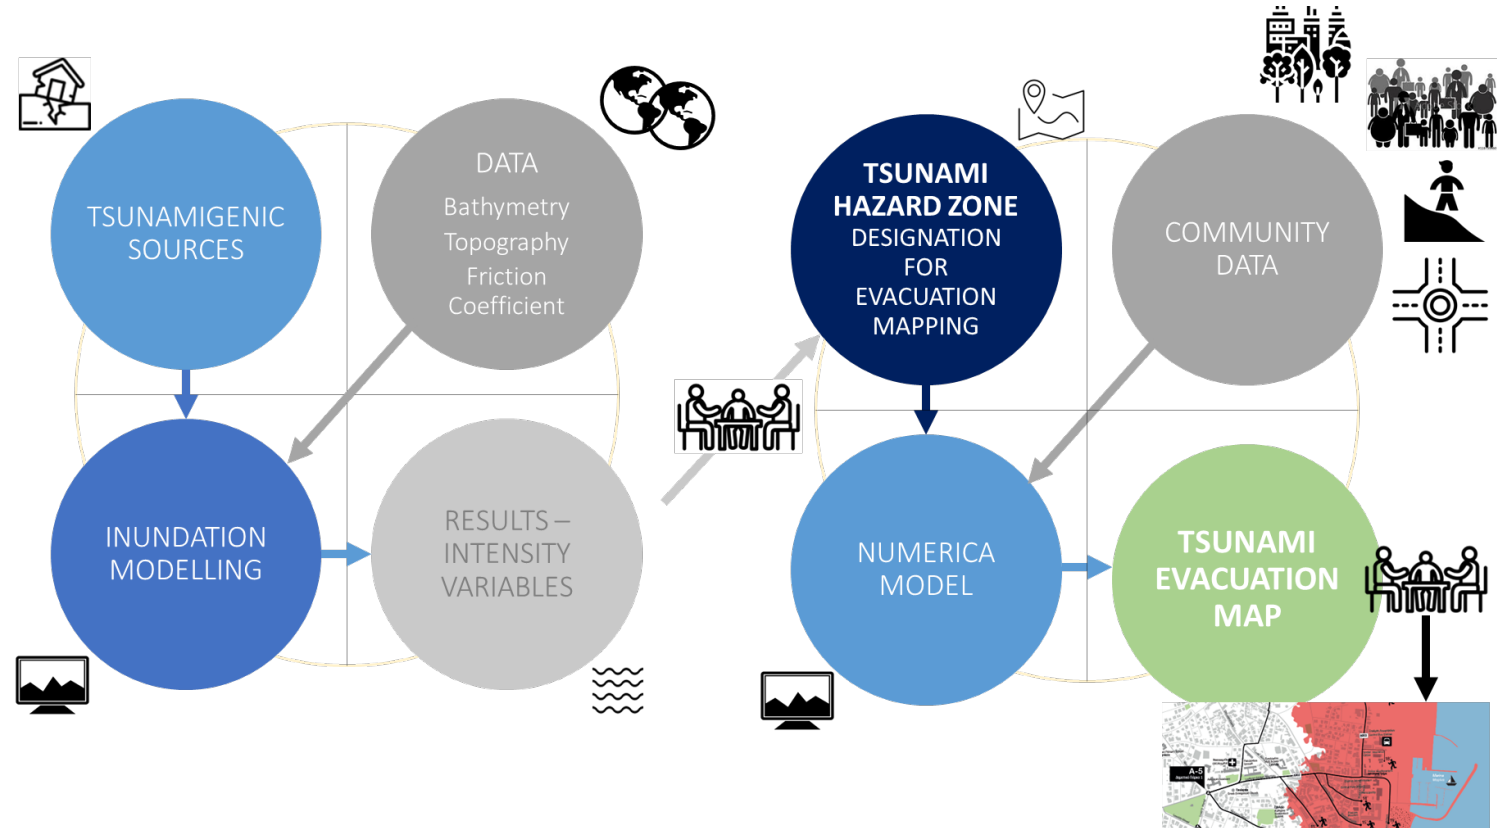 TSUNAMIGENIC
SOURCES
DATA
Bathymetry
Topography
Friction
Coefficient
INUNDATION
MODELLING
RESULTS –
INTENSITY
VARIABLES
TSUNAMI
HAZARD ZONE
DESIGNATION
FOR
EVACUATION
MAPPING
COMMUNITY
DATA
NUMERICA
MODEL
TSUNAMI
EVACUATION
MAP
A-5